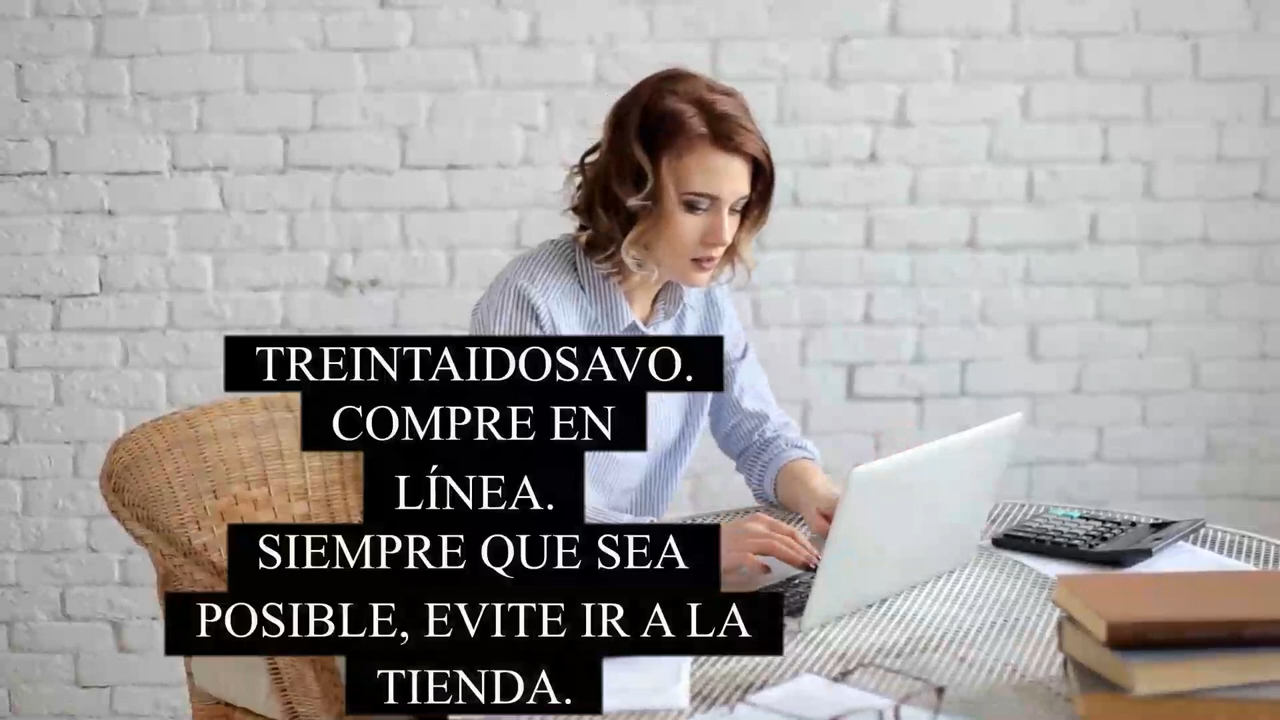 TREINTAIDOSAVO.
COMPRE EN
LÍNEA.
SIEMPRE QUE SEA
POSIBLE, EVITE IR A LA
TIENDA.